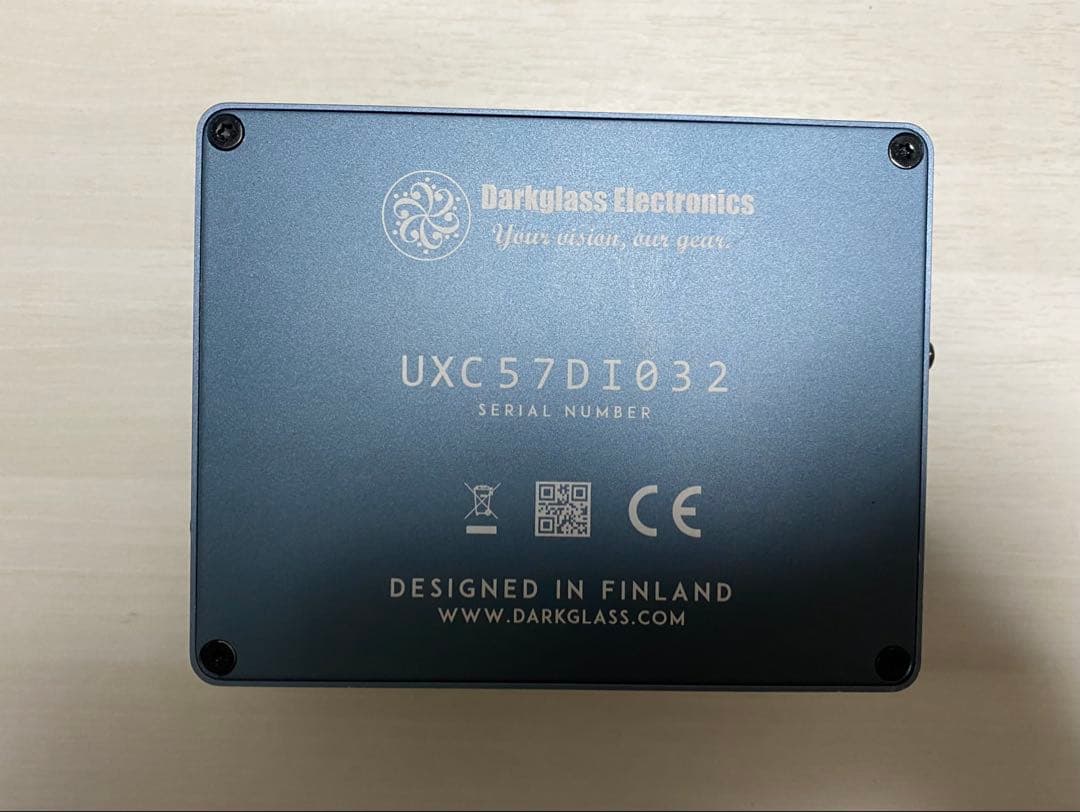 Darkglass Electronics
Your vision, our gear.
UXC57DI032
SERIAL NUMBER
CE
DESIGNED IN FINLAND
WWW.DARKGLASS.COM